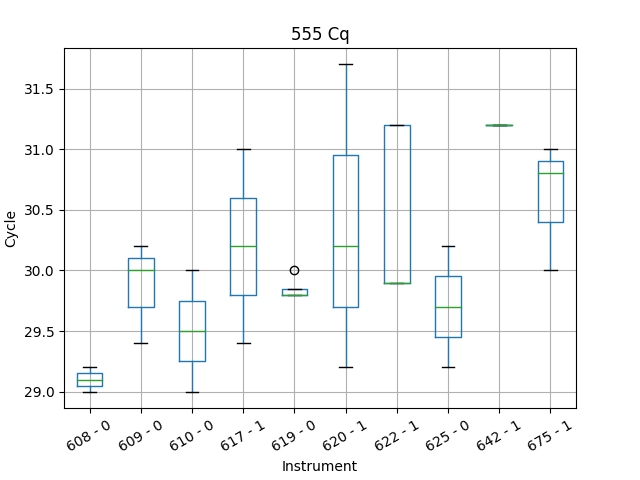 555 Cq
31.5
31.0
30.5
30.0
29.5
29.0
Cycle
608 - 0
609 - 0
610 - 0
617 - 1
619 - 0
620 - 1
622 - 1
625 - 0
642 - 1
675 - 1
Instrument